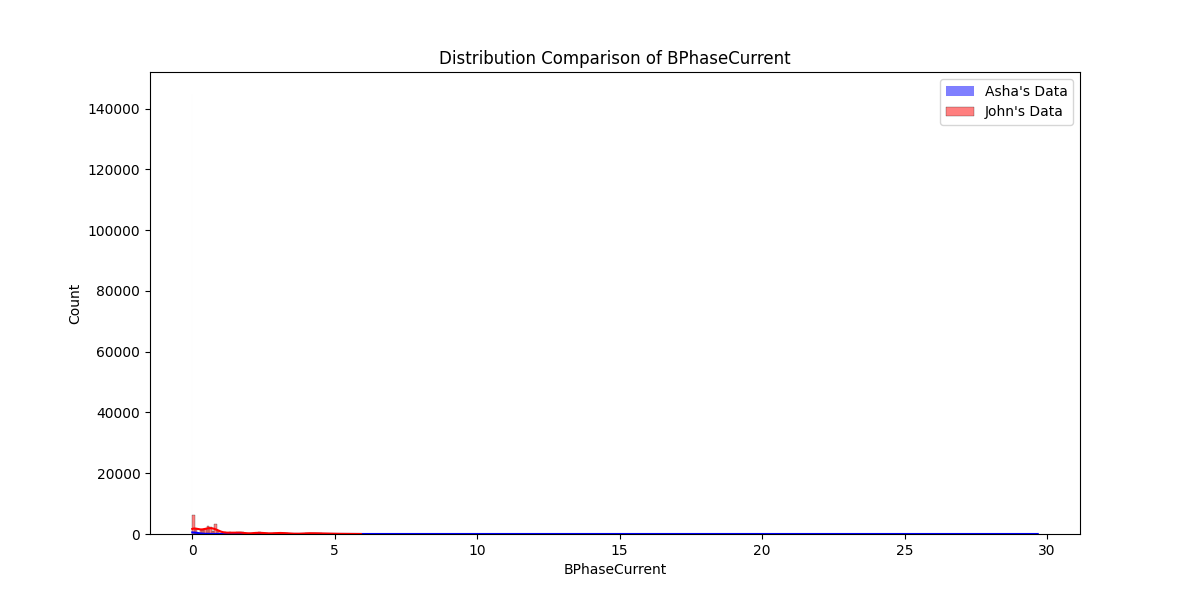 Distribution Comparison of BPhaseCurrent
Asha's Data
John's Data
140000
120000
100000
80000
60000
40000
20000
0
Count
0 5 10 15 20 25 30
BPhaseCurrent